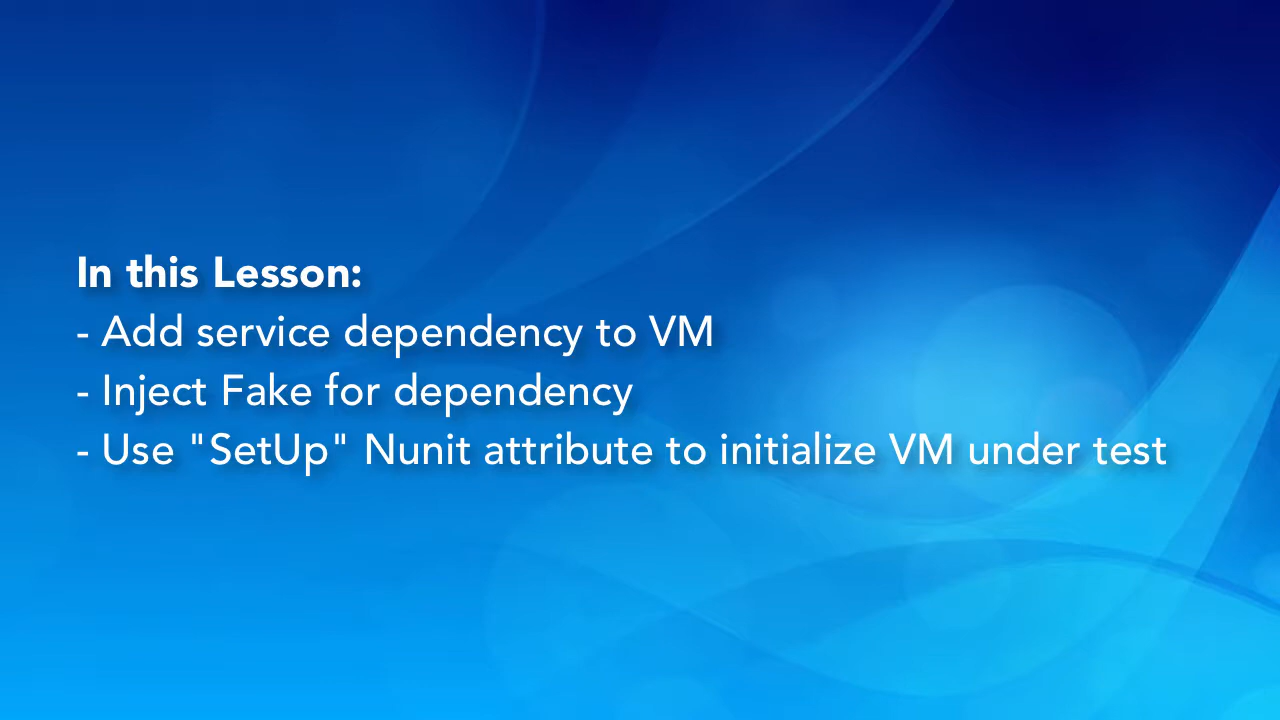 In this Lesson:
- Add service dependency to VM
- Inject Fake for dependency
- Use "SetUp" Nunit attribute to initialize VM under test